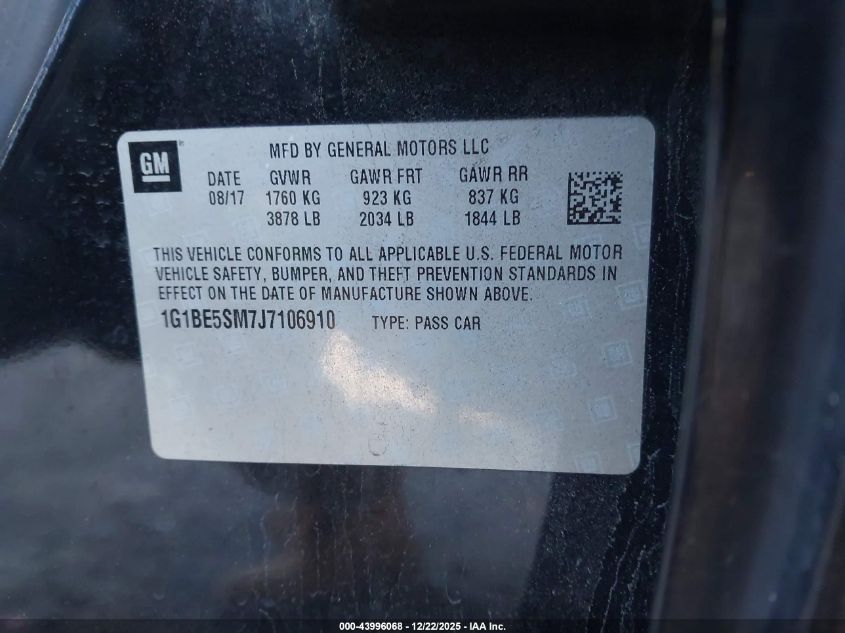 GM
MFD BY GENERAL MOTORS LLC
DATE GVWR GAWR FRT GAWR RR
08/17 1760 KG 923 KG 837 KG
3878 LB 2034 LB 1844 LB
THIS VEHICLE CONFORMS TO ALL APPLICABLE U.S. FEDERAL MOTOR
VEHICLE SAFETY, BUMPER, AND THEFT PREVENTION STANDARDS IN
EFFECT ON THE DATE OF MANUFACTURE SHOWN ABOVE.
1G1BE5SM7J7106910 TYPE: PASS CAR
000-43996068 - 12/22/2025 - IAA Inc.